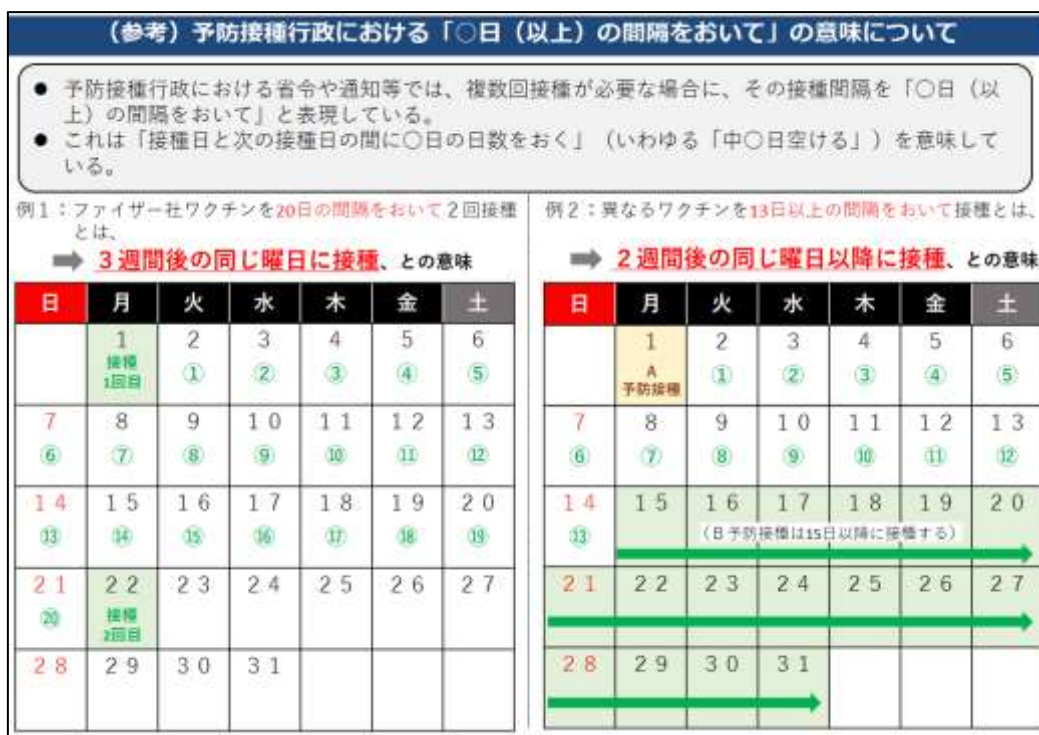 （参考）予防接種行政における「○日（以上）の間隔をおいて」の意味について
● 予防接種行政における省令や通知等では、複数回接種が必要な場合に、その接種間隔を「〇日（以
上）の間隔をおいて」と表現している。
● これは「接種日と次の接種日の間に〇日の日数をおく」（いわゆる「中〇日空ける」）を意味して
いる。
例１：ファイザー社ワクチンを20日の間隔をおいて２回接種
とは、
➡ ３週間後の同じ曜日に接種、との意味
日 月 火 水 木 金 土
1 2 3 4 5 6
接種 ① ② ③ ④ ⑤
1回目
7 8 9 10 11 12 13
⑥ ⑦ ⑧ ⑨ ⑩ ⑪ ⑫
14 15 16 17 18 19 20
⑬ ⑭ ⑮ ⑯ ⑰ ⑱ ⑲
21 22 23 24 25 26 27
⑳ 接種
2回目
28 29 30 31
例２：異なるワクチンを13日以上の間隔をおいて接種とは、
➡ ２週間後の同じ曜日以降に接種、との意味
日 月 火 水 木 金 土
1 2 3 4 5 6
A ① ② ③ ④ ⑤
予防接種
7 8 9 10 11 12 13
⑥ ⑦ ⑧ ⑨ ⑩ ⑪ ⑫
14 15 16 17 18 19 20
⑬ （B予防接種は15日以降に接種する）
21 22 23 24 25 26 27
28 29 30 31